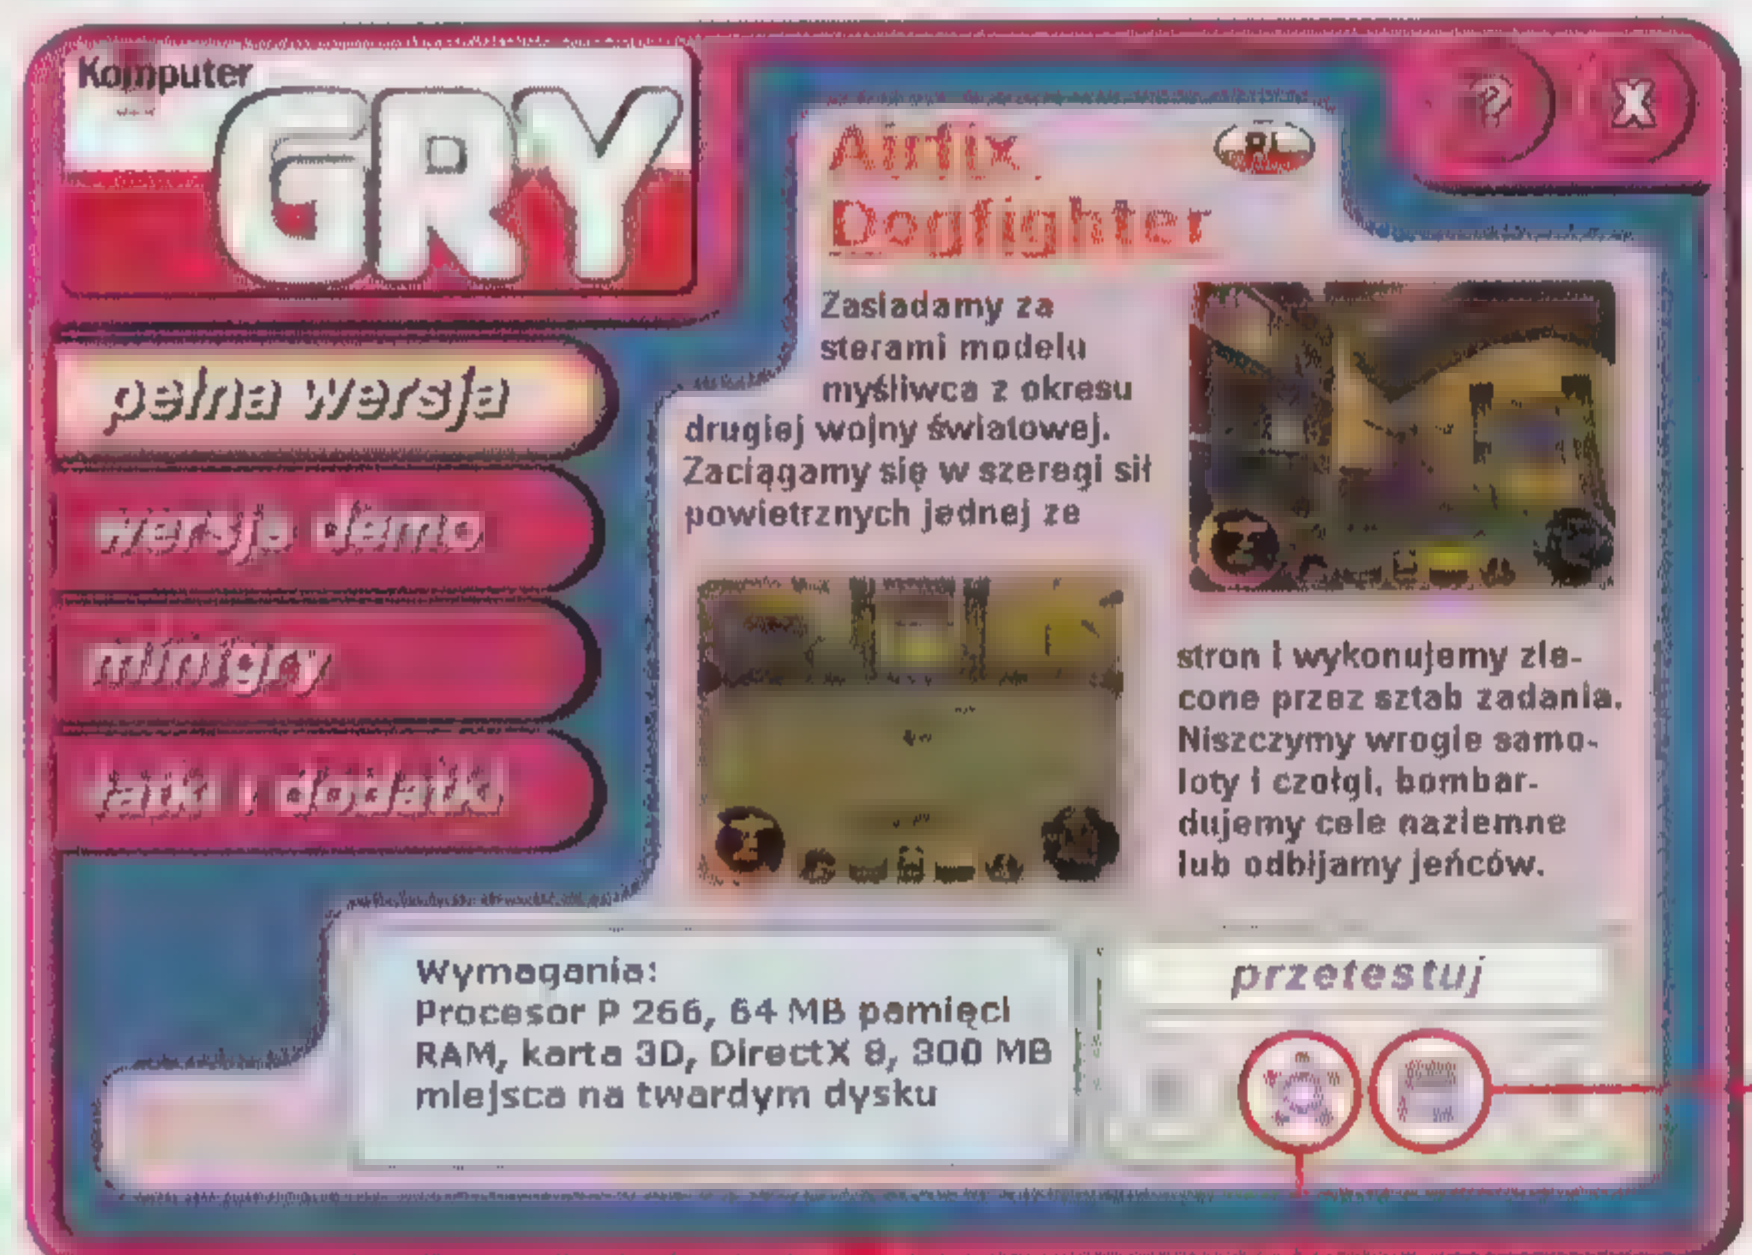 Komputer
GRY
?
X
pełna wersja
wersja demo
minigry
łatki i dodatki
Airfix
Dogfighter
PL
Zasiadamy za
sterami modelu
myśliwca z okresu
drugiej wojny światowej.
Zaciągamy się w szeregi sił
powietrznych jednej ze
stron i wykonujemy zle-
cone przez sztab zadania.
Niszczymy wrogie samo-
loty i czołgi, bombar-
dujemy cele naziemne
lub odbijamy jeńców.
Wymagania:
Procesor P 266, 64 MB pamięci
RAM, karta 3D, DirectX 8, 300 MB
miejsca na twardym dysku
przetestuj